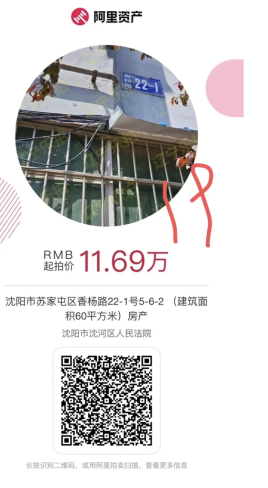 阿里资产
22-1
RMB
起拍价 11.69万
沈阳市苏家屯区香杨路22-1号5-6-2 （建筑面
积60平方米）房产
沈阳市沈河区人民法院
长按识别二维码，或用阿里拍卖扫描，查看更多信息